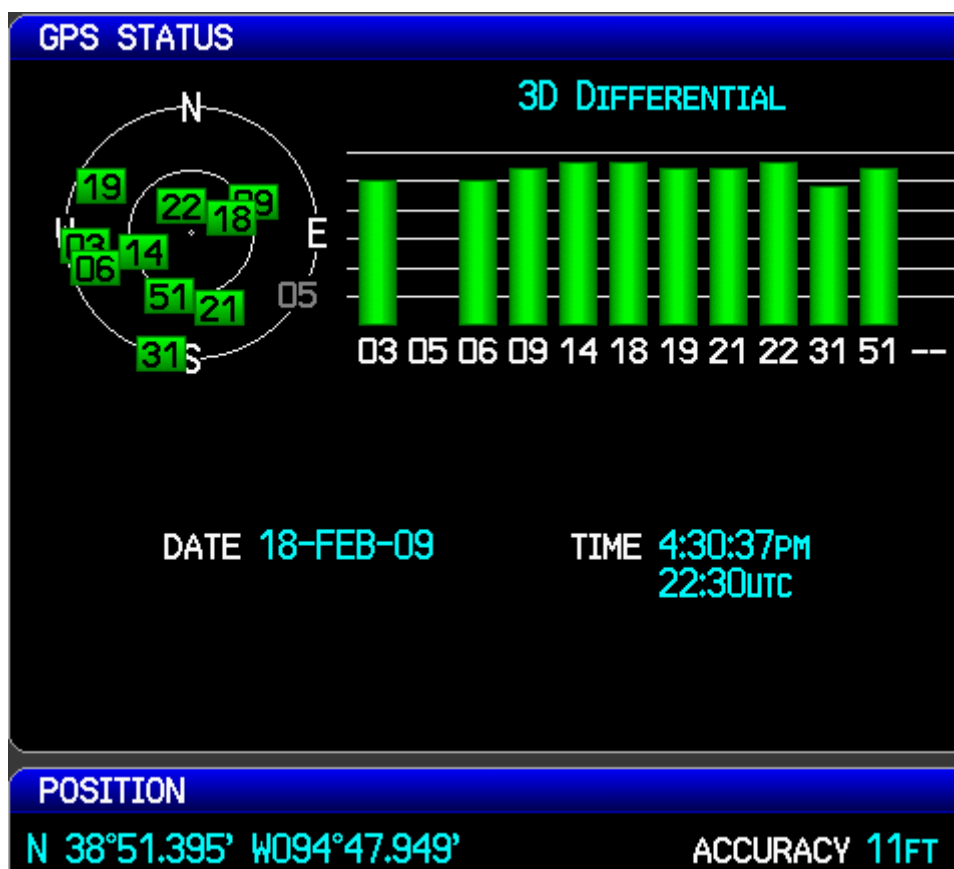 GPS STATUS
3D DIFFERENTIAL
N
19
22
09
18
W
E
03
14
06
51
21
05
31
S
03 05 06 09 14 18 19 21 22 31 51 --
DATE 18-FEB-09
TIME 4:30:37PM
22:30UTC
POSITION
N 38°51.395' W094°47.949'
ACCURACY 11FT